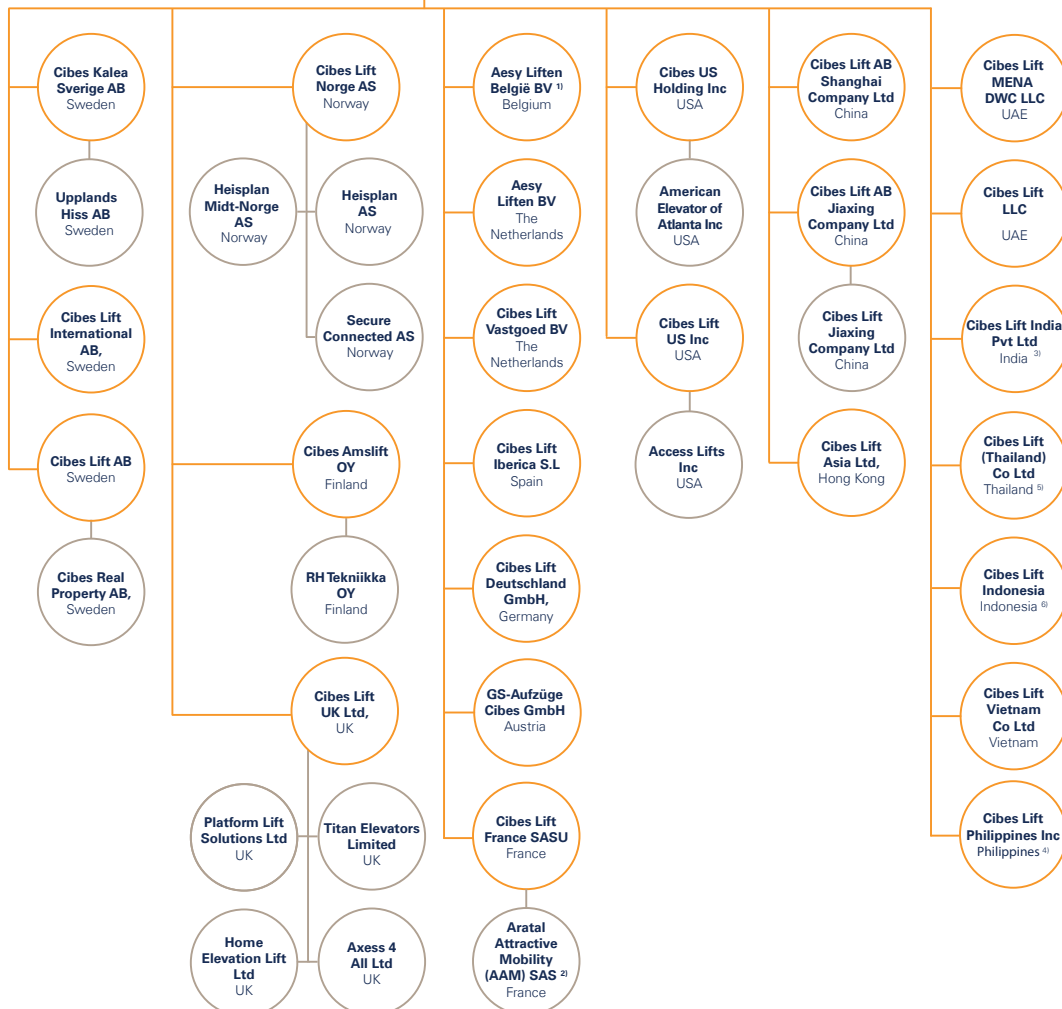 Cibes Kalea
Sverige AB
Sweden
Upplands
Hiss AB
Sweden
Cibes Lift
International
AB,
Sweden
Cibes Lift AB
Sweden
Cibes Real
Property AB,
Sweden
Cibes Lift
Norge AS
Norway
Heisplan
Midt-Norge
AS
Norway
Heisplan
AS
Norway
Secure
Connected AS
Norway
Cibes Amslift
OY
Finland
RH Tekniikka
OY
Finland
Cibes Lift
UK Ltd,
UK
Platform Lift
Solutions Ltd
UK
Titan Elevators
Limited
UK
Home
Elevation Lift
Ltd
UK
Axess 4
All Ltd
UK
Aesy Liften
België BV 1)
Belgium
Aesy
Liften BV
The
Netherlands
Cibes Lift
Vastgoed BV
The
Netherlands
Cibes Lift
Iberica S.L
Spain
Cibes Lift
Deutschland
GmbH,
Germany
GS-Aufzüge
Cibes GmbH
Austria
Cibes Lift
France SASU
France
Aratal
Attractive
Mobility
(AAM) SAS 2)
France
Cibes US
Holding Inc
USA
American
Elevator of
Atlanta Inc
USA
Cibes Lift
US Inc
USA
Access Lifts
Inc
USA
Cibes Lift AB
Shanghai
Company Ltd
China
Cibes Lift AB
Jiaxing
Company Ltd
China
Cibes Lift
Jiaxing
Company Ltd
China
Cibes Lift
Asia Ltd,
Hong Kong
Cibes Lift
MENA
DWC LLC
UAE
Cibes Lift
LLC
UAE
Cibes Lift India
Pvt Ltd
India 3)
Cibes Lift
(Thailand)
Co Ltd
Thailand 5)
Cibes Lift
Indonesia
Indonesia 6)
Cibes Lift
Vietnam
Co Ltd
Vietnam
Cibes Lift
Philippines Inc
Philippines 4)